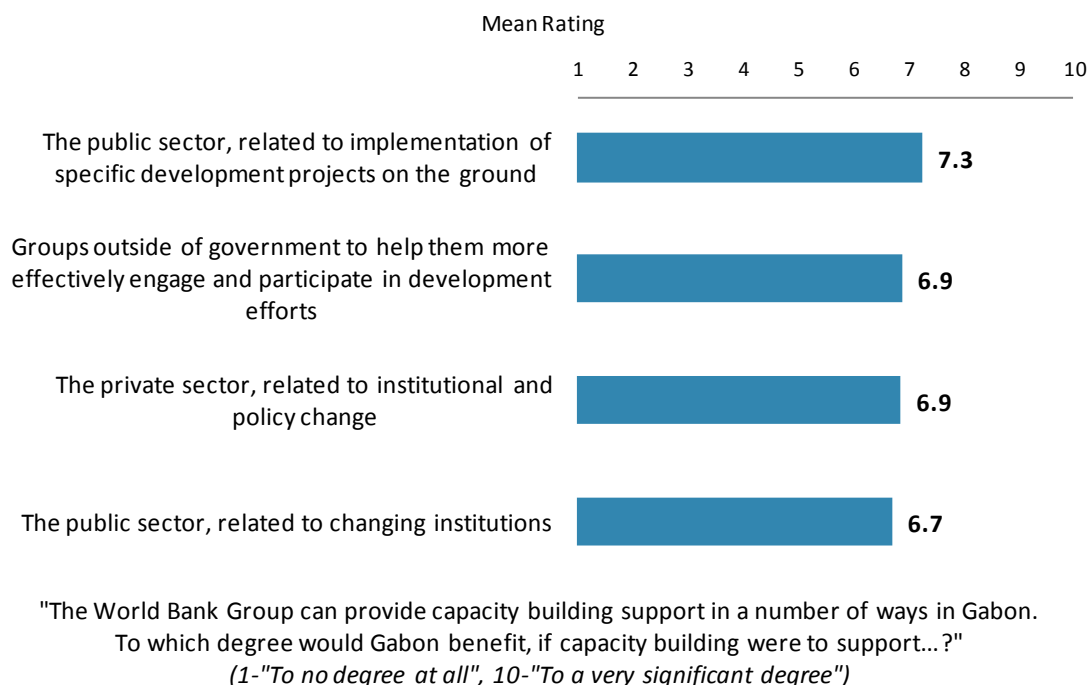 Mean Rating
1 2 3 4 5 6 7 8 9 10
The public sector, related to implementation of
specific development projects on the ground
7.3
Groups outside of government to help them more
effectively engage and participate in development
efforts
6.9
The private sector, related to institutional and
policy change
6.9
The public sector, related to changing institutions
6.7
"The World Bank Group can provide capacity building support in a number of ways in Gabon.
To which degree would Gabon benefit, if capacity building were to support…?"
(1-"To no degree at all", 10-"To a very significant degree")